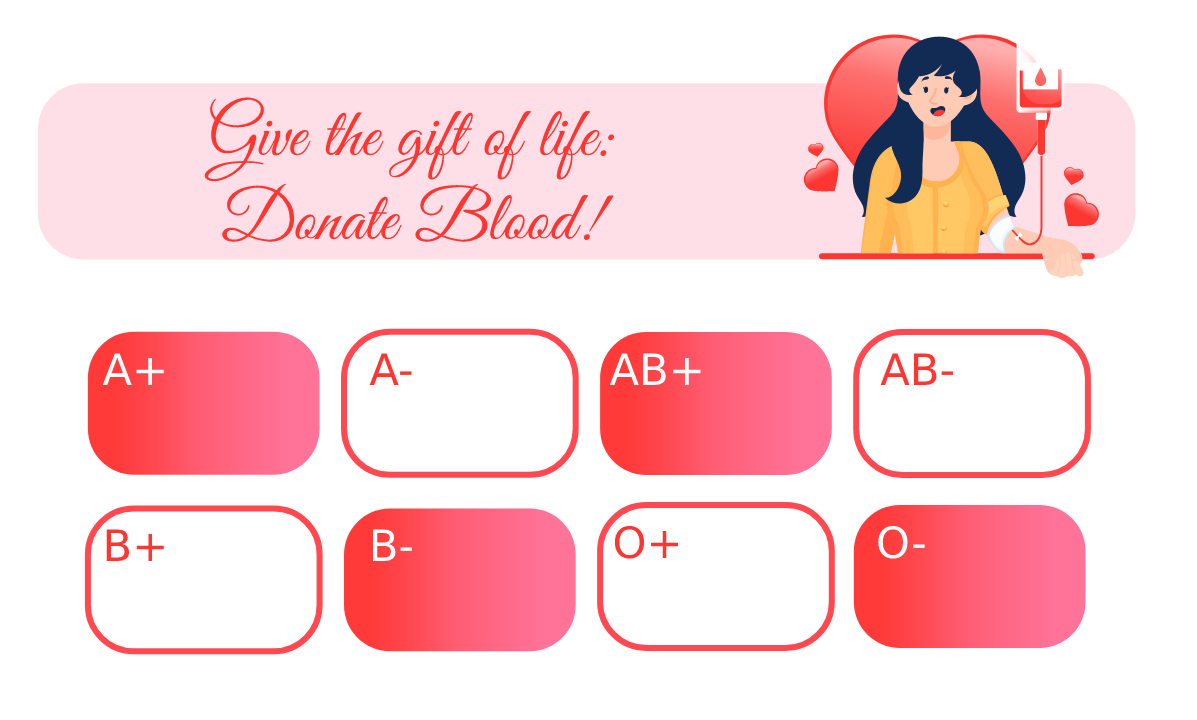 Give the gift of life:
Donate Blood!
A+
A-
AB+
AB-
B+
B-
O+
O-